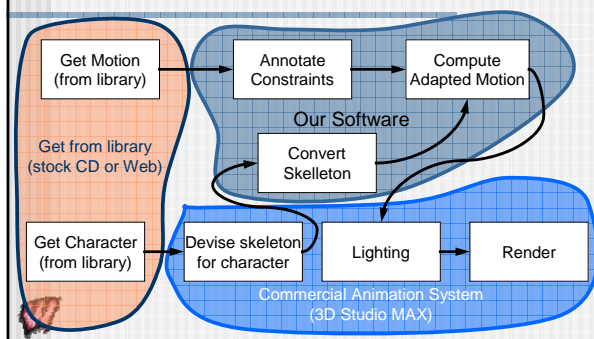 Get Motion
(from library)
Annotate
Constraints
Compute
Adapted Motion
Our Software
Get from library
(stock CD or Web)
Convert
Skelleton
Get Character
(from library)
Devise skeleton
for character
Lighting
Render
Commercial Animation System
(3D Studio MAX)